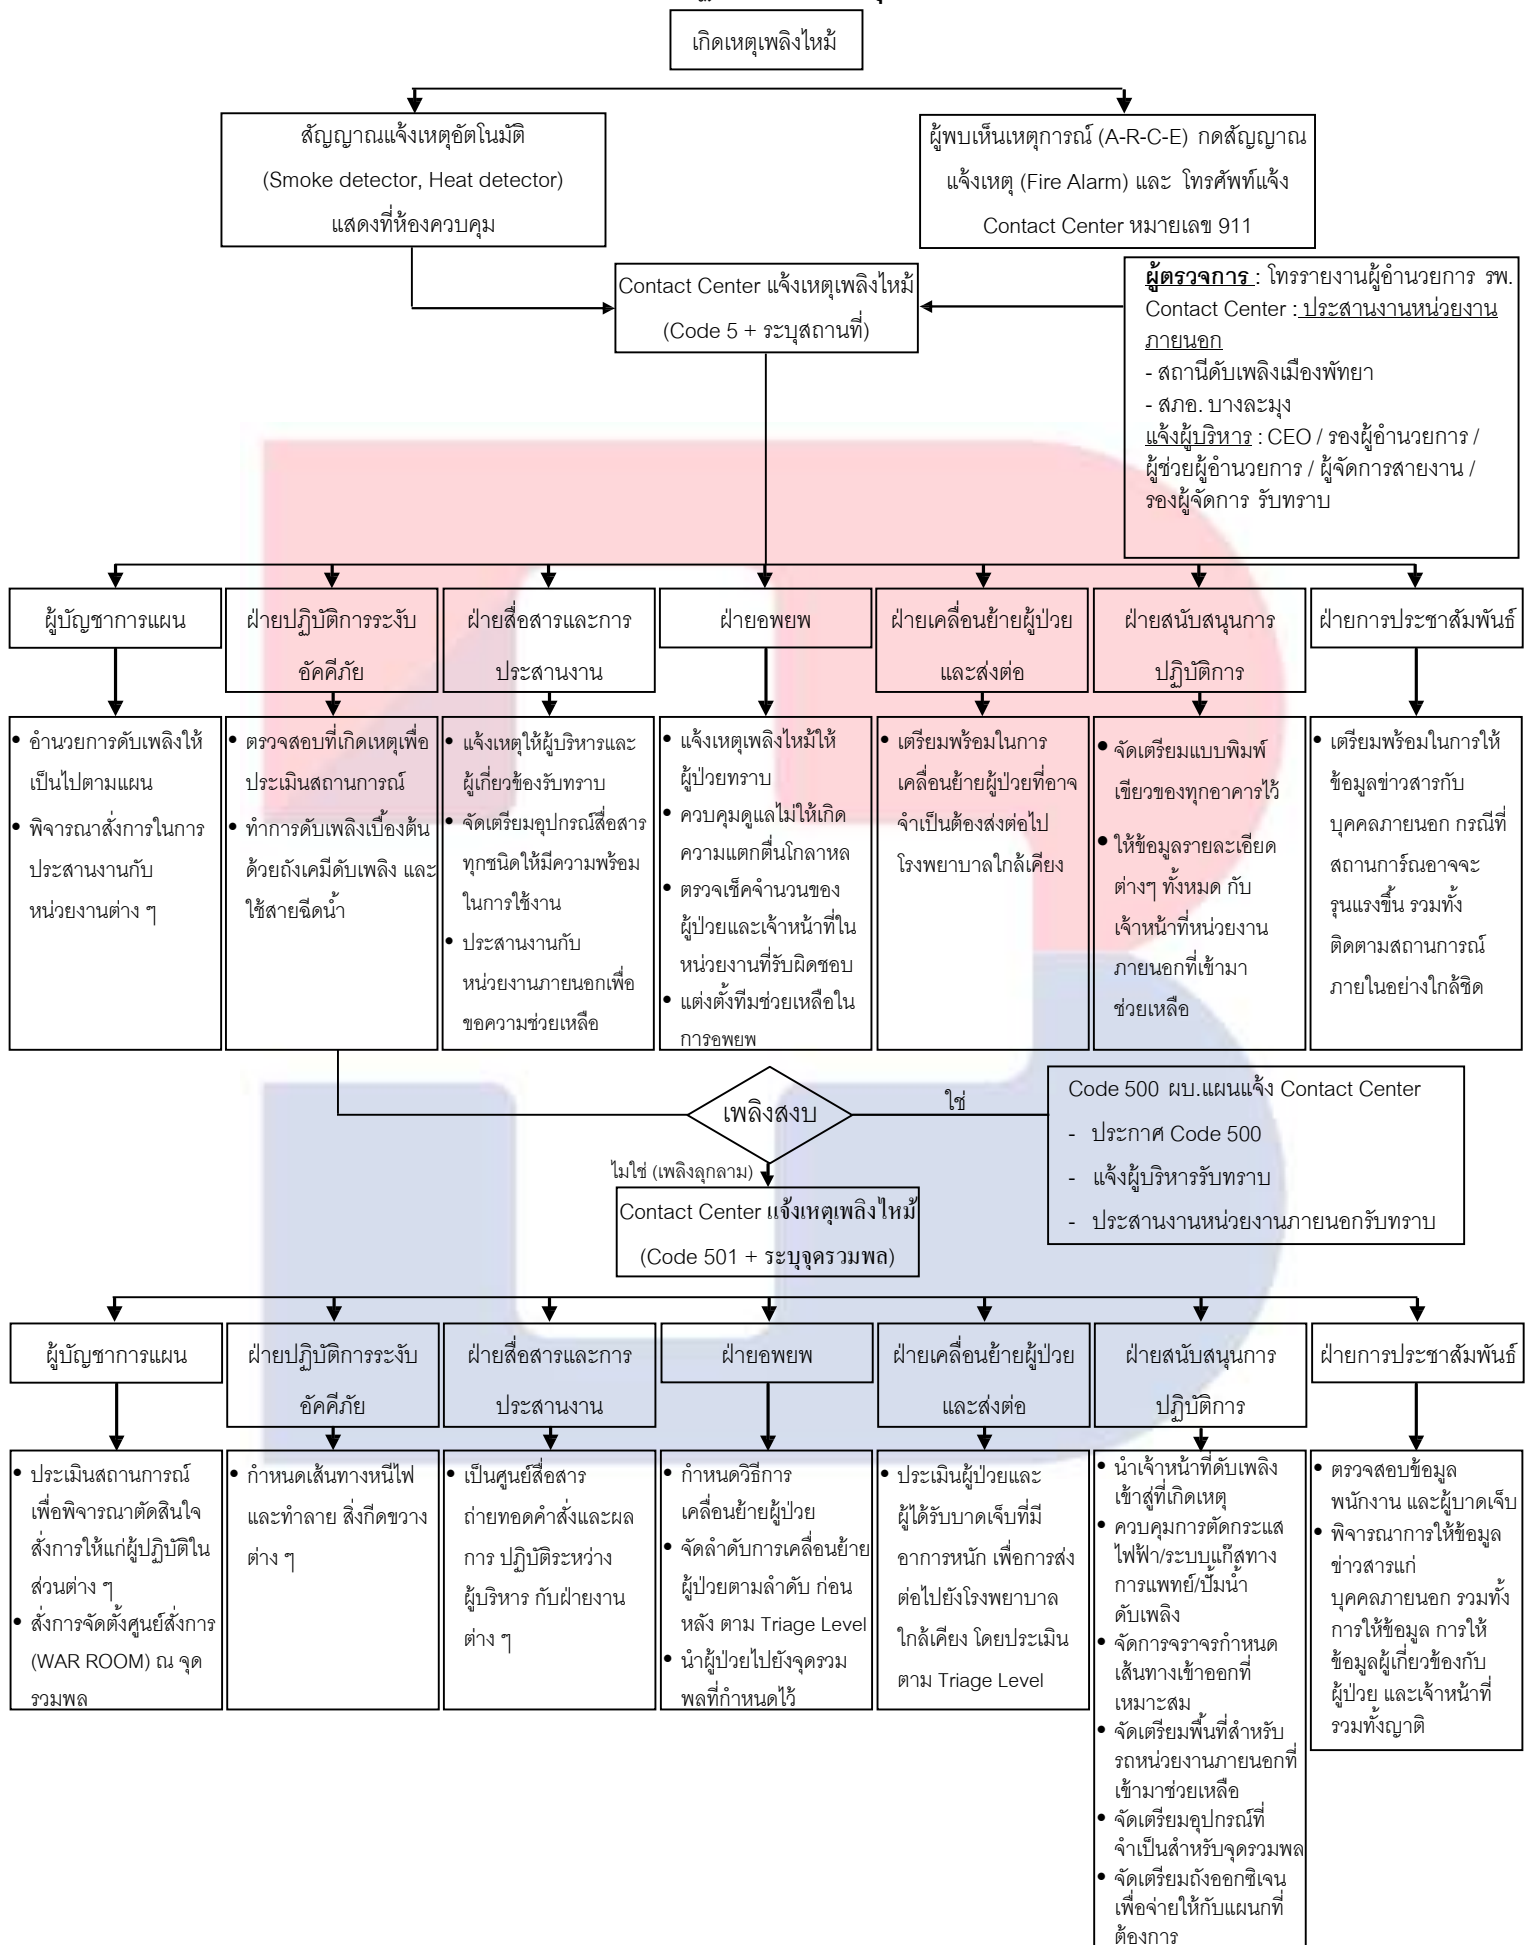 เกิดเหตุเพลิงไหม้
สัญญาณแจ้งเหตุอัตโนมัติ
(Smoke detector, Heat detector)
แสดงที่ห้องควบคุม
ผู้พบเห็นเหตุการณ์ (A-R-C-E) กดสัญญาณ
แจ้งเหตุ (Fire Alarm) และ โทรศัพท์แจ้ง
Contact Center หมายเลข 911
Contact Center แจ้งเหตุเพลิงไหม้
(Code 5 + ระบุสถานที่)
ผู้ตรวจการ : โทรรายงานผู้อำนวยการ รพ.
Contact Center : ประสานงานหน่วยงาน
ภายนอก
- สถานีดับเพลิงเมืองพัทยา
- สภอ. บางละมุง
แจ้งผู้บริหาร : CEO / รองผู้อำนวยการ /
ผู้ช่วยผู้อำนวยการ / ผู้จัดการสายงาน /
รองผู้จัดการ รับทราบ
ผู้บัญชาการแผน
ฝ่ายปฏิบัติการระงับ
อัคคีภัย
ฝ่ายสื่อสารและการ
ประสานงาน
ฝ่ายอพยพ
ฝ่ายเคลื่อนย้ายผู้ป่วย
และส่งต่อ
ฝ่ายสนับสนุนการ
ปฏิบัติการ
ฝ่ายการประชาสัมพันธ์
• อำนวยการดับเพลิงให้
เป็นไปตามแผน
• พิจารณาสั่งการในการ
ประสานงานกับ
หน่วยงานต่าง ๆ
• ตรวจสอบที่เกิดเหตุเพื่อ
ประเมินสถานการณ์
• ทำการดับเพลิงเบื้องต้น
ด้วยถังเคมีดับเพลิง และ
ใช้สายฉีดน้ำ
• แจ้งเหตุให้ผู้บริหารและ
ผู้เกี่ยวข้องรับทราบ
• จัดเตรียมอุปกรณ์สื่อสาร
ทุกชนิดให้มีความพร้อม
ในการใช้งาน
• ประสานงานกับ
หน่วยงานภายนอกเพื่อ
ขอความช่วยเหลือ
• แจ้งเหตุเพลิงไหม้ให้
ผู้ป่วยทราบ
• ควบคุมดูแลไม่ให้เกิด
ความแตกตื่นโกลาหล
• ตรวจเช็คจำนวนของ
ผู้ป่วยและเจ้าหน้าที่ใน
หน่วยงานที่รับผิดชอบ
• แต่งตั้งทีมช่วยเหลือใน
การอพยพ
• เตรียมพร้อมในการ
เคลื่อนย้ายผู้ป่วยที่อาจ
จำเป็นต้องส่งต่อไป
โรงพยาบาลใกล้เคียง
• จัดเตรียมแบบพิมพ์
เขียวของทุกอาคารไว้
• ให้ข้อมูลรายละเอียด
ต่างๆ ทั้งหมด กับ
เจ้าหน้าที่หน่วยงาน
ภายนอกที่เข้ามา
ช่วยเหลือ
• เตรียมพร้อมในการให้
ข้อมูลข่าวสารกับ
บุคคลภายนอก กรณีที่
สถานการ์ณอาจจะ
รุนแรงขึ้น รวมทั้ง
ติดตามสถานการณ์
ภายในอย่างใกล้ชิด
เพลิงสงบ
ใช่
ไม่ใช่ (เพลิงลุกลาม)
Code 500 ผบ.แผนแจ้ง Contact Center
- ประกาศ Code 500
- แจ้งผู้บริหารรับทราบ
- ประสานงานหน่วยงานภายนอกรับทราบ
Contact Center แจ้งเหตุเพลิงไหม้
(Code 501 + ระบุจุดรวมพล)
ผู้บัญชาการแผน
ฝ่ายปฏิบัติการระงับ
อัคคีภัย
ฝ่ายสื่อสารและการ
ประสานงาน
ฝ่ายอพยพ
ฝ่ายเคลื่อนย้ายผู้ป่วย
และส่งต่อ
ฝ่ายสนับสนุนการ
ปฏิบัติการ
ฝ่ายการประชาสัมพันธ์
• ประเมินสถานการณ์
เพื่อพิจารณาตัดสินใจ
สั่งการให้แก่ผู้ปฏิบัติใน
ส่วนต่าง ๆ
• สั่งการจัดตั้งศูนย์สั่งการ
(WAR ROOM) ณ จุด
รวมพล
• กำหนดเส้นทางหนีไฟ
และทำลาย สิ่งกีดขวาง
ต่าง ๆ
• เป็นศูนย์สื่อสาร
ถ่ายทอดคำสั่งและผล
การ ปฏิบัติระหว่าง
ผู้บริหาร กับฝ่ายงาน
ต่าง ๆ
• กำหนดวิธีการ
เคลื่อนย้ายผู้ป่วย
• จัดลำดับการเคลื่อนย้าย
ผู้ป่วยตามลำดับ ก่อน
หลัง ตาม Triage Level
• นำผู้ป่วยไปยังจุดรวม
พลที่กำหนดไว้
• ประเมินผู้ป่วยและ
ผู้ได้รับบาดเจ็บที่มี
อาการหนัก เพื่อการส่ง
ต่อไปยังโรงพยาบาล
ใกล้เคียง โดยประเมิน
ตาม Triage Level
• นำเจ้าหน้าที่ดับเพลิง
เข้าสู่ที่เกิดเหตุ
• ควบคุมการตัดกระแส
ไฟฟ้า/ระบบแก๊สทาง
การแพทย์/ปั๊มน้ำ
ดับเพลิง
• จัดการจราจรกำหนด
เส้นทางเข้าออกที่
เหมาะสม
• จัดเตรียมพื้นที่สำหรับ
รถหน่วยงานภายนอกที่
เข้ามาช่วยเหลือ
• จัดเตรียมอุปกรณ์ที่
จำเป็นสำหรับจุดรวมพล
• จัดเตรียมถังออกซิเจน
เพื่อจ่ายให้กับแผนกที่
ต้องการ
• ตรวจสอบข้อมูล
พนักงาน และผู้บาดเจ็บ
• พิจารณาการให้ข้อมูล
ข่าวสารแก่
บุคคลภายนอก รวมทั้ง
การให้ข้อมูล การให้
ข้อมูลผู้เกี่ยวข้องกับ
ผู้ป่วย และเจ้าหน้าที่
รวมทั้งญาติ